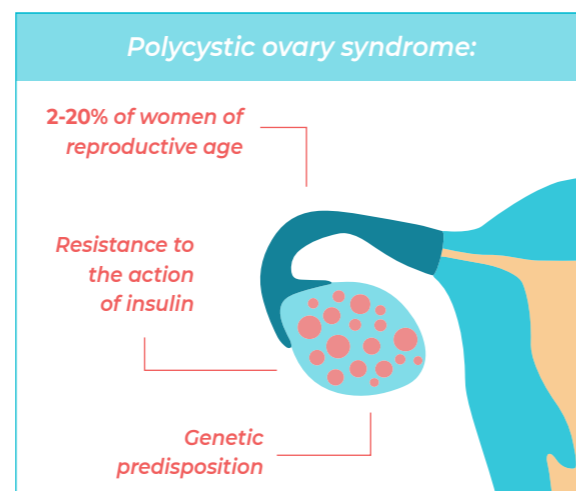 Polycystic ovary syndrome:
2-20% of women of
reproductive age
Resistance to
the action
of insulin
Genetic
predisposition